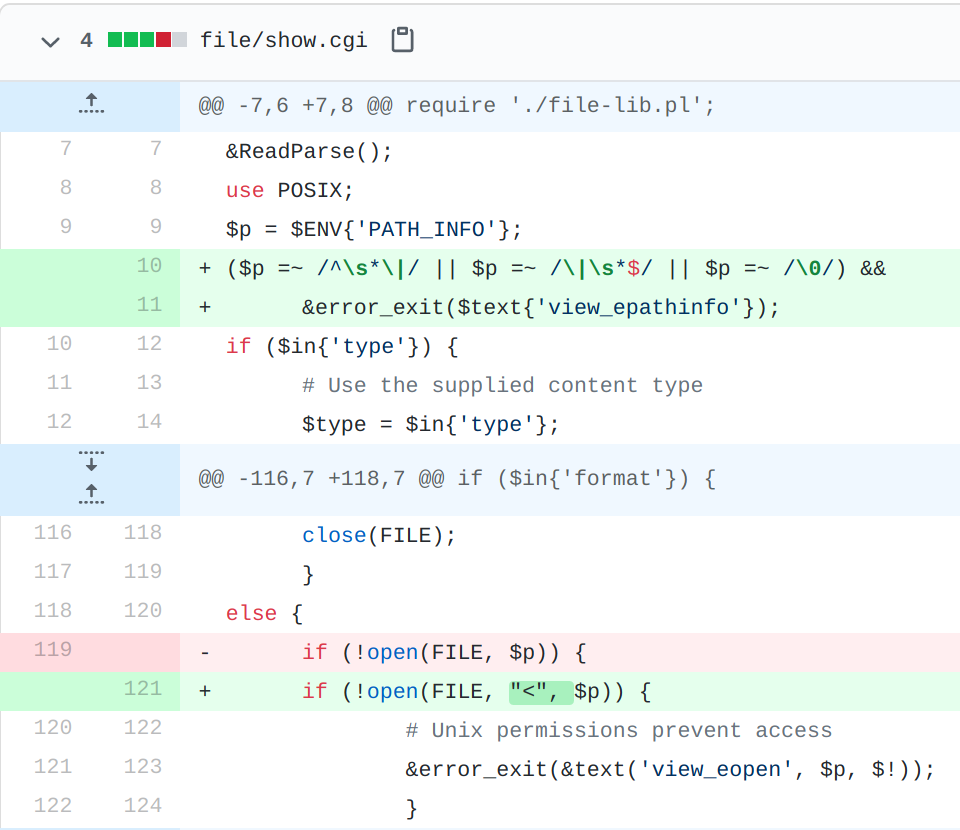 4 file/show.cgi
@@ -7,6 +7,8 @@ require './file-lib.pl';
7 7 &ReadParse();
8 8 use POSIX;
9 9 $p = $ENV{'PATH_INFO'};
10 + ($p =~ /^\s*\|/ || $p =~ /\|\s*$/ || $p =~ /\0/) &&
11 + &error_exit($text{'view_epathinfo'});
10 12 if ($in{'type'}) {
11 13 # Use the supplied content type
12 14 $type = $in{'type'};
@@ -116,7 +118,7 @@ if ($in{'format'}) {
116 118 close(FILE);
117 119 }
118 120 else {
119 - if (!open(FILE, $p)) {
121 + if (!open(FILE, "<", $p)) {
120 122 # Unix permissions prevent access
121 123 &error_exit(&text('view_eopen', $p, $!));
122 124 }